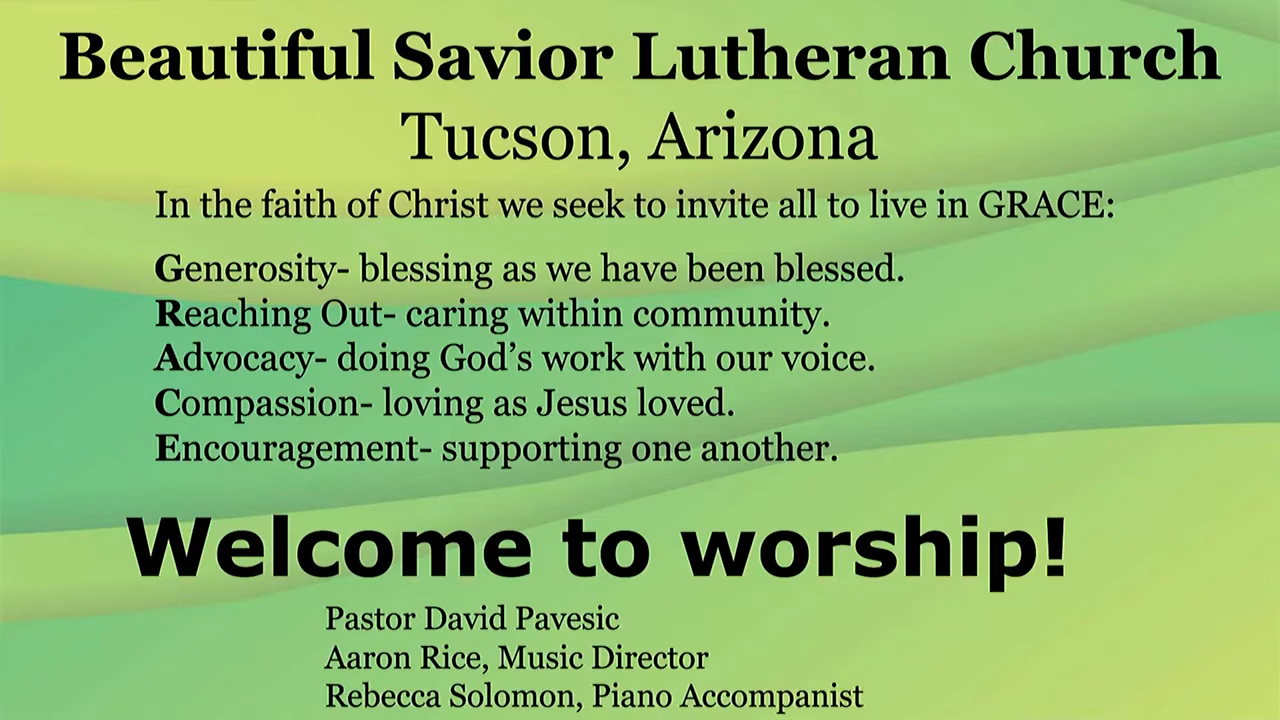 Beautiful Savior Lutheran Church
Tucson, Arizona
In the faith of Christ we seek to invite all to live in GRACE:
Generosity- blessing as we have been blessed.
Reaching Out- caring within community.
Advocacy- doing God’s work with our voice.
Compassion- loving as Jesus loved.
Encouragement- supporting one another.
Welcome to worship!
Pastor David Pavesic
Aaron Rice, Music Director
Rebecca Solomon, Piano Accompanist